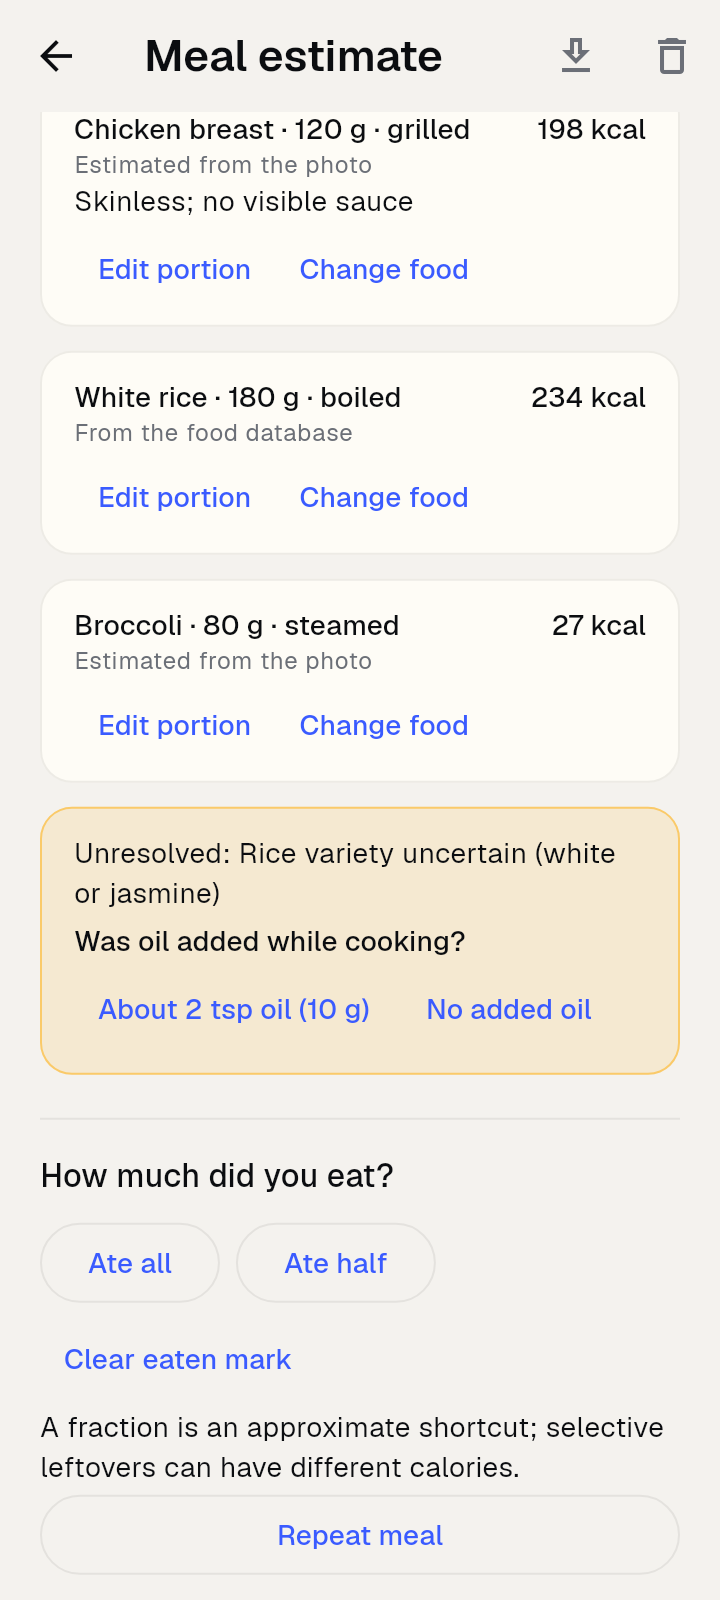 Meal estimate
Chicken breast · 120 g · grilled 198 kcal
Estimated from the photo
Skinless; no visible sauce
Edit portion Change food
White rice · 180 g · boiled 234 kcal
From the food database
Edit portion Change food
Broccoli · 80 g · steamed 27 kcal
Estimated from the photo
Edit portion Change food
Unresolved: Rice variety uncertain (white
or jasmine)
Was oil added while cooking?
About 2 tsp oil (10 g) No added oil
How much did you eat?
Ate all Ate half
Clear eaten mark
A fraction is an approximate shortcut; selective
leftovers can have different calories.
Repeat meal